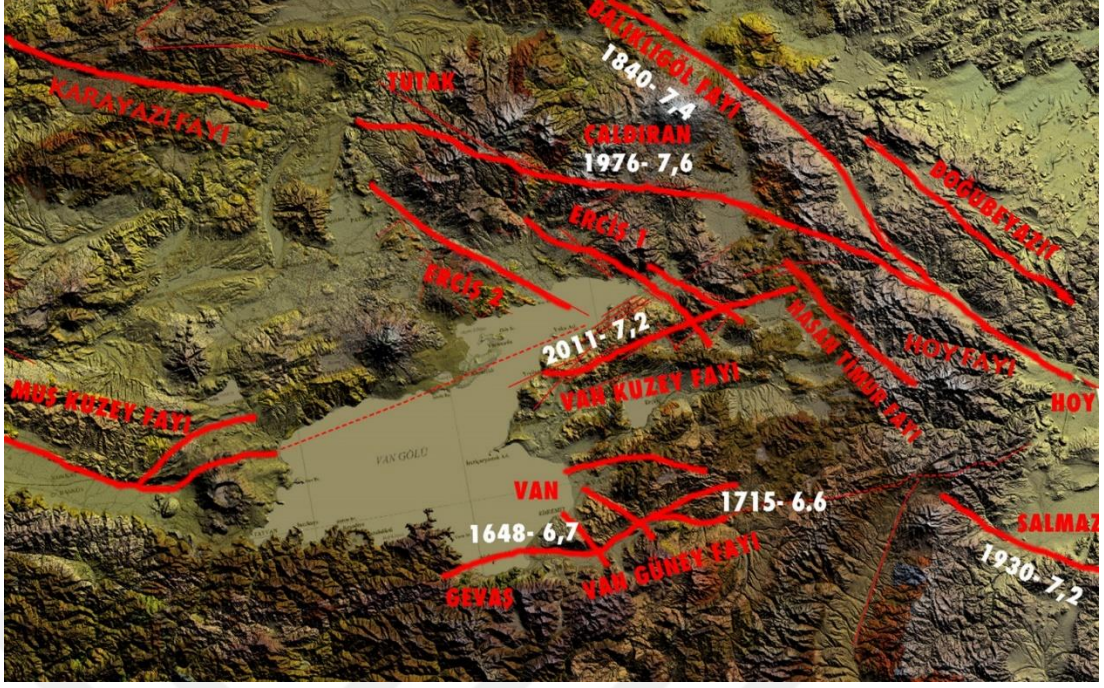 BALIKLIGÖL FAYI
1840- 7,4
KARAYAZI FAYI
TUTAK
ÇALDIRAN
1976- 7,6
DOĞUBEYAZIT
ERCİŞ 1
ERCİŞ 2
HASAN TİMUR FAYI
HOY FAYI
2011- 7,2
VAN KUZEY FAYI
HOY
MUŞ KUZEY FAYI
VAN GÖLÜ
VAN
1715- 6.6
1648- 6,7
VAN GÜNEY FAYI
GEVAŞ
ŞALMAZ
1930- 7,2